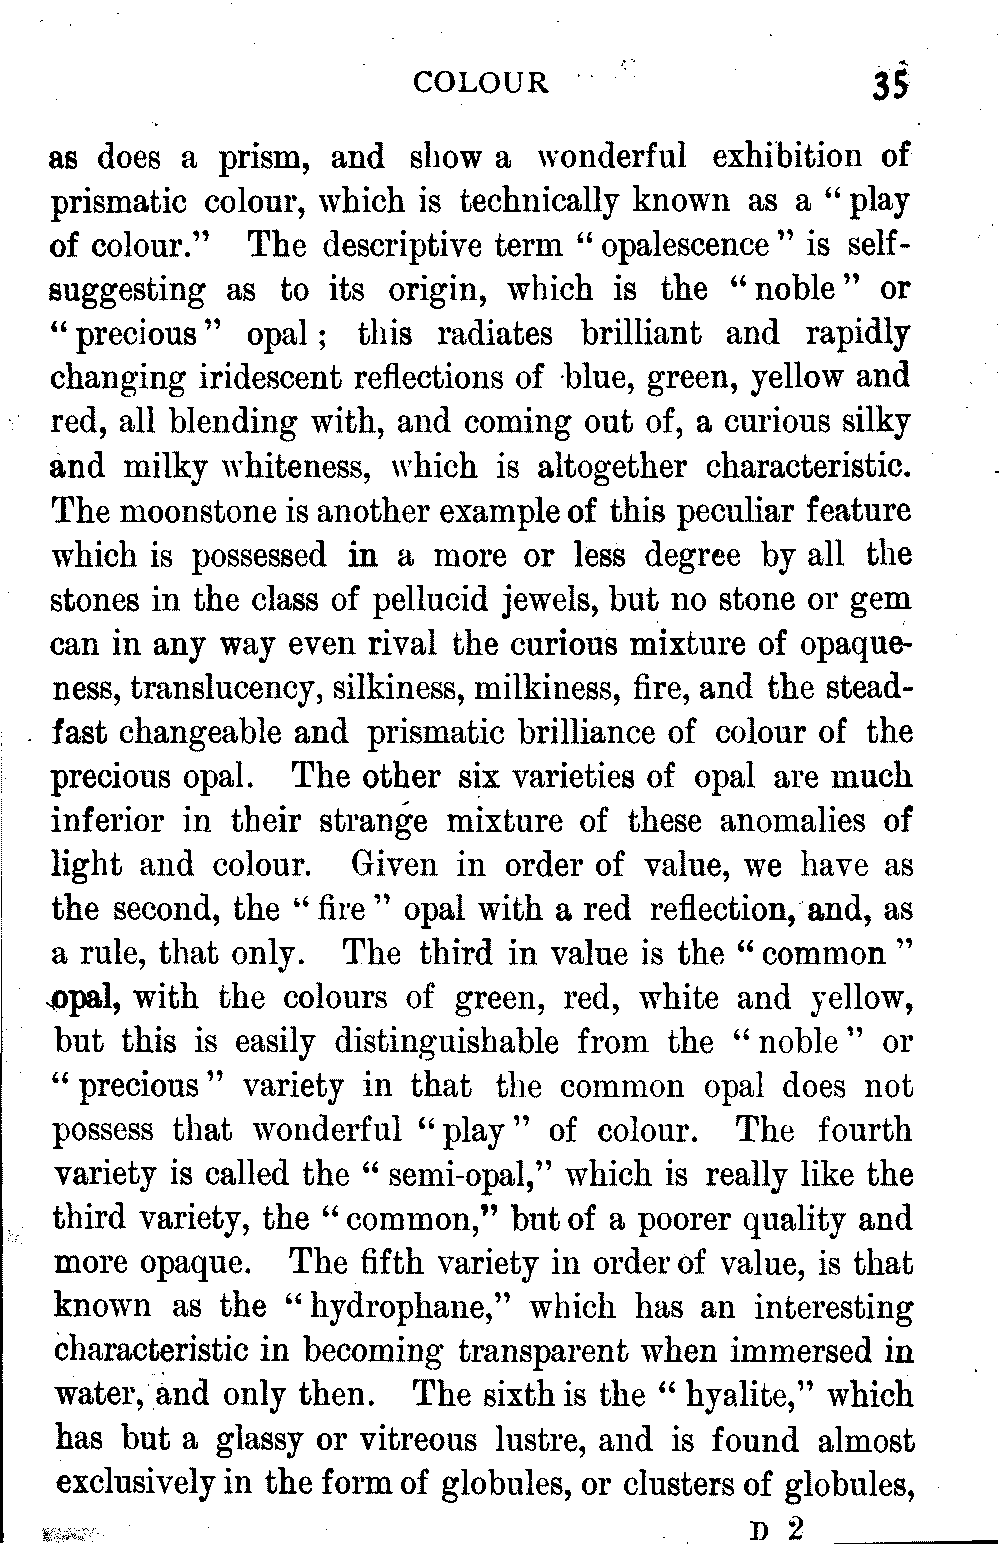 COLOUR 35
as does a prism, and show a wonderful exhibition of
prismatic colour, which is technically known as a “ play
of colour.” The descriptive term “ opalescence ” is self-
suggesting as to its origin, which is the “ noble ” or
“ precious ” opal ; this radiates brilliant and rapidly
changing iridescent reflections of blue, green, yellow and
red, all blending with, and coming out of, a curious silky
and milky whiteness, which is altogether characteristic.
The moonstone is another example of this peculiar feature
which is possessed in a more or less degree by all the
stones in the class of pellucid jewels, but no stone or gem
can in any way even rival the curious mixture of opaque-
ness, translucency, silkiness, milkiness, fire, and the stead-
fast changeable and prismatic brilliance of colour of the
precious opal. The other six varieties of opal are much
inferior in their strange mixture of these anomalies of
light and colour. Given in order of value, we have as
the second, the “ fire ” opal with a red reflection, and, as
a rule, that only. The third in value is the “ common ”
opal, with the colours of green, red, white and yellow,
but this is easily distinguishable from the “ noble ” or
“ precious ” variety in that the common opal does not
possess that wonderful “ play ” of colour. The fourth
variety is called the “ semi-opal,” which is really like the
third variety, the “ common,” but of a poorer quality and
more opaque. The fifth variety in order of value, is that
known as the “ hydrophane,” which has an interesting
characteristic in becoming transparent when immersed in
water, and only then. The sixth is the “ hyalite,” which
has but a glassy or vitreous lustre, and is found almost
exclusively in the form of globules, or clusters of globules,
D 2